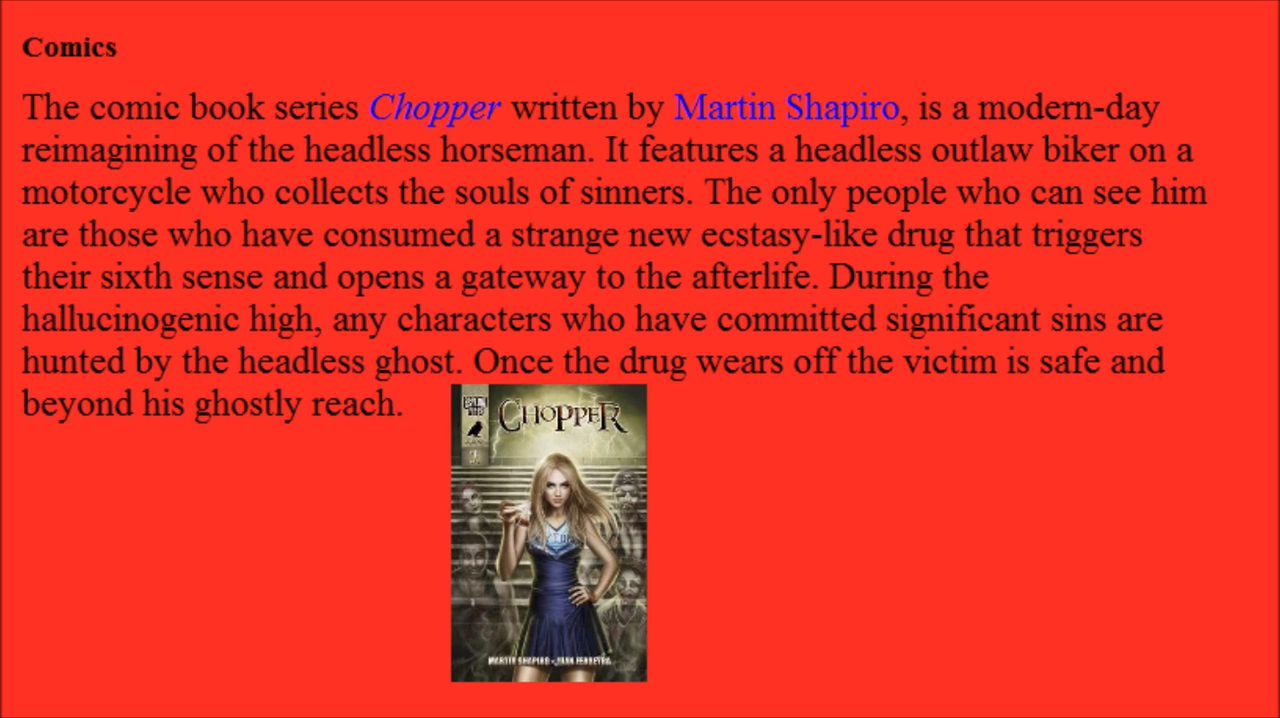 Comics
The comic book series Chopper written by Martin Shapiro, is a modern-day
reimagining of the headless horseman. It features a headless outlaw biker on a
motorcycle who collects the souls of sinners. The only people who can see him
are those who have consumed a strange new ecstasy-like drug that triggers
their sixth sense and opens a gateway to the afterlife. During the
hallucinogenic high, any characters who have committed significant sins are
hunted by the headless ghost. Once the drug wears off the victim is safe and
beyond his ghostly reach.
CHOPPER
MARTIN SHAPIRO - JUAN FERREYRA